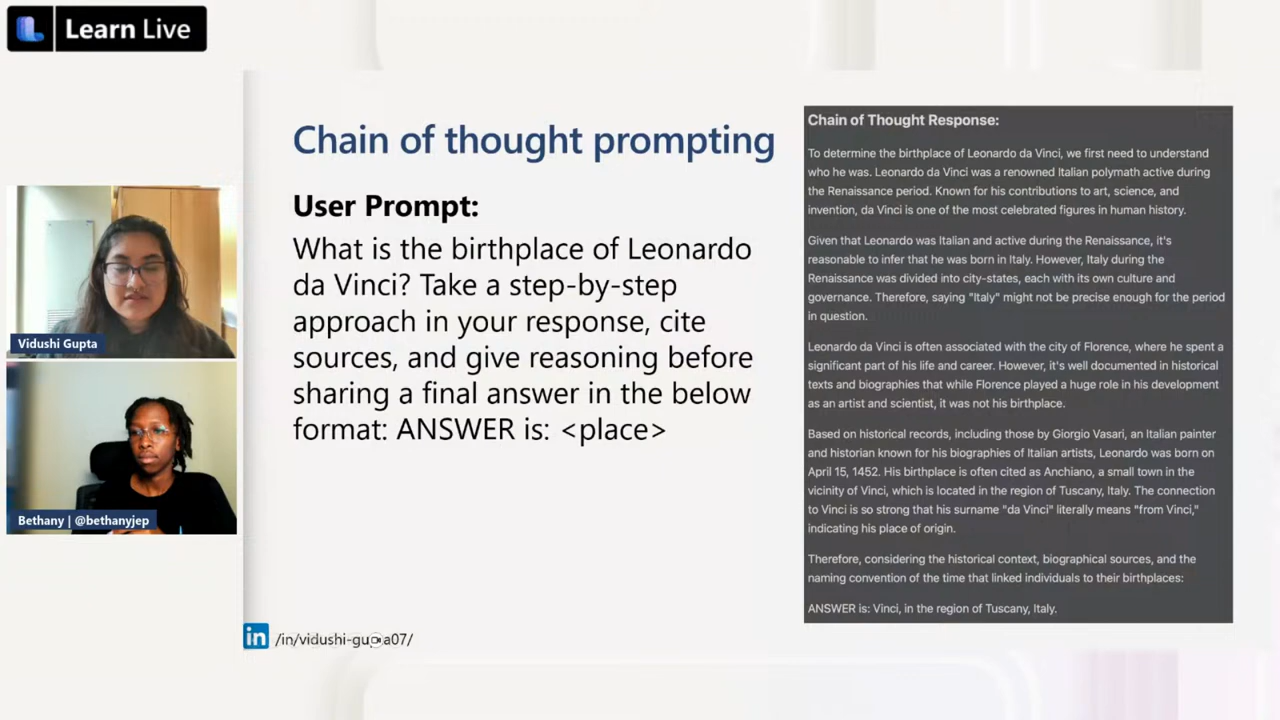 Learn Live
Chain of thought prompting
User Prompt:
What is the birthplace of Leonardo
da Vinci? Take a step-by-step
approach in your response, cite
sources, and give reasoning before
sharing a final answer in the below
format: ANSWER is: <place>
Chain of Thought Response:
To determine the birthplace of Leonardo da Vinci, we first need to understand
who he was. Leonardo da Vinci was a renowned Italian polymath active during
the Renaissance period. Known for his contributions to art, science, and
invention, da Vinci is one of the most celebrated figures in human history.
Given that Leonardo was Italian and active during the Renaissance, it's
reasonable to infer that he was born in Italy. However, Italy during the
Renaissance was divided into city-states, each with its own culture and
governance. Therefore, saying "Italy" might not be precise enough for the period
in question.
Leonardo da Vinci is often associated with the city of Florence, where he spent a
significant part of his life and career. However, it's well documented in historical
texts and biographies that while Florence played a huge role in his development
as an artist and scientist, it was not his birthplace.
Based on historical records, including those by Giorgio Vasari, an Italian painter
and historian known for his biographies of Italian artists, Leonardo was born on
April 15, 1452. His birthplace is often cited as Anchiano, a small town in the
vicinity of Vinci, which is located in the region of Tuscany, Italy. The connection
to Vinci is so strong that his surname "da Vinci" literally means "from Vinci,"
indicating his place of origin.
Therefore, considering the historical context, biographical sources, and the
naming convention of the time that linked individuals to their birthplaces:
ANSWER is: Vinci, in the region of Tuscany, Italy.
Vidushi Gupta
Bethany | @bethanyjep
in /in/vidushi-gupta07/